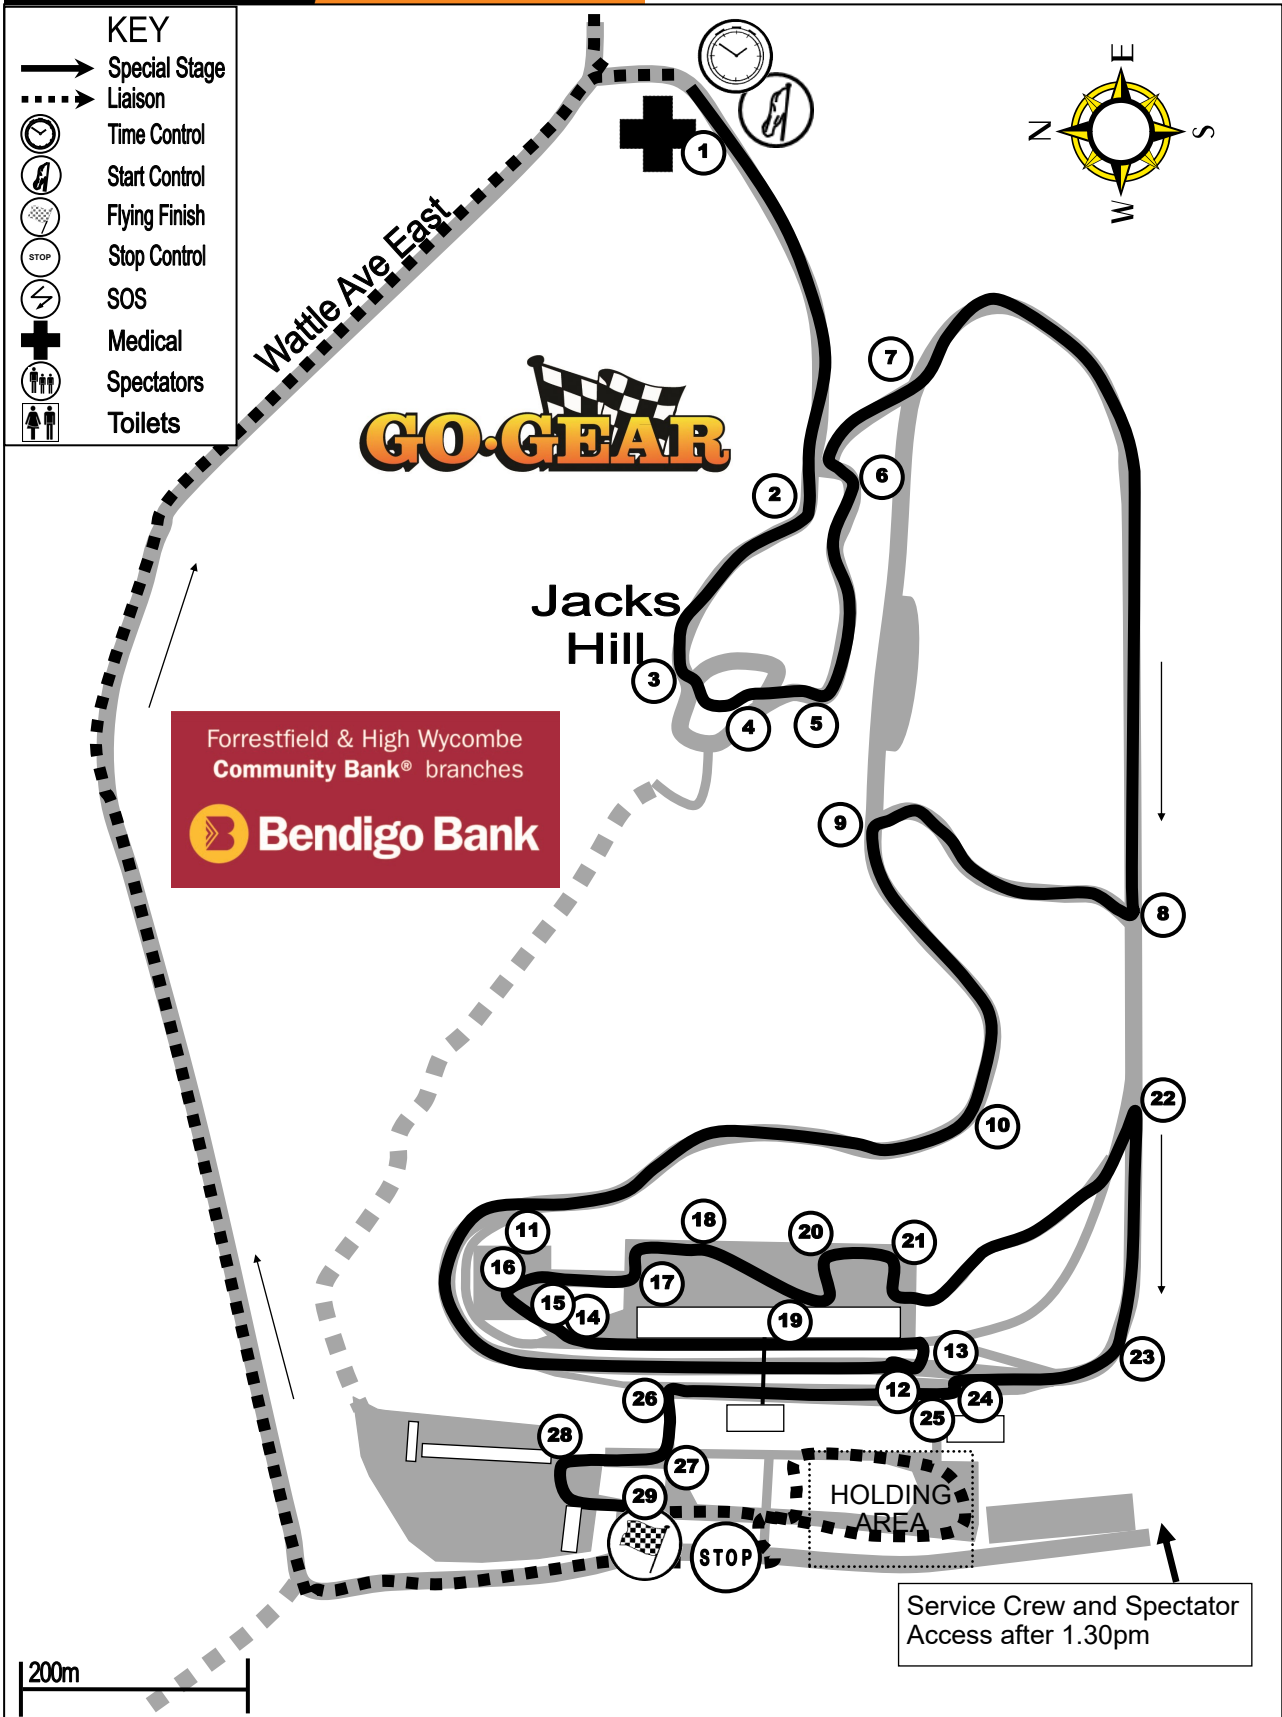 KEY
Special Stage
Liaison
Time Control
Start Control
Flying Finish
STOP
Stop Control
SOS
Medical
Spectators
Toilets
E
N
S
W
1
Wattle Ave East
GO·GEAR
7
2
6
Jacks
Hill
3
4
5
Forrestfield & High Wycombe
Community Bank® branches
B Bendigo Bank
9
8
22
10
11
18
20
21
16
17
15
14
19
13
23
12
26
24
25
28
27
29
HOLDING
AREA
STOP
Service Crew and Spectator
Access after 1.30pm
200m